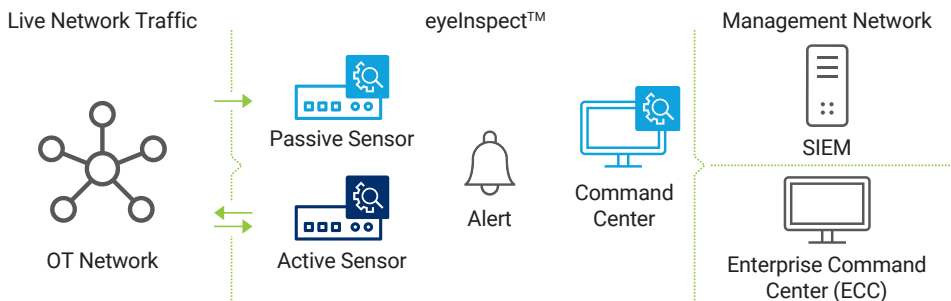 Live Network Traffic
eyeInspect™
Management Network
Passive Sensor
SIEM
Alert
Command
Center
OT Network
Active Sensor
Enterprise Command
Center (ECC)